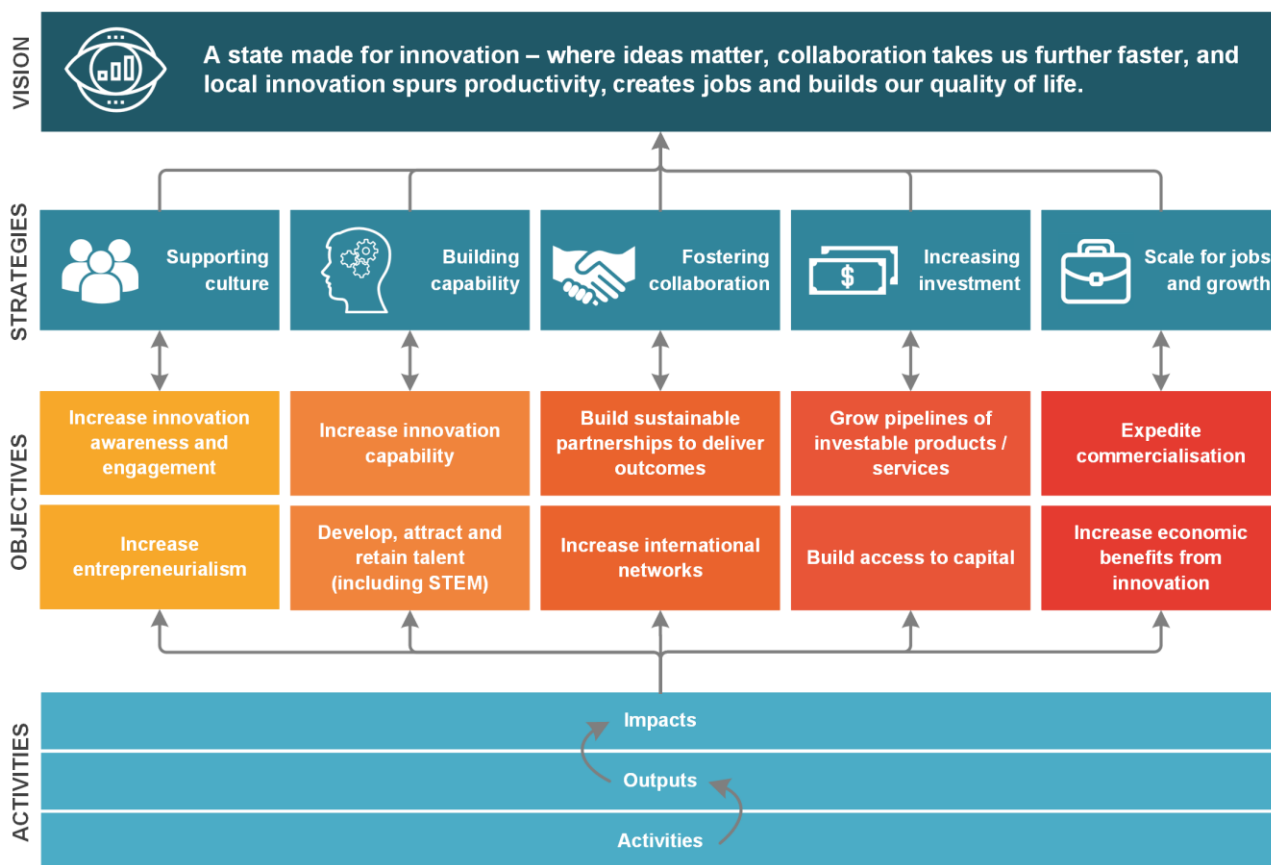 VISION
A state made for innovation – where ideas matter, collaboration takes us further faster, and
local innovation spurs productivity, creates jobs and builds our quality of life.
STRATEGIES
Supporting
culture
Building
capability
Fostering
collaboration
$
Increasing
investment
Scale for jobs
and growth
OBJECTIVES
Increase innovation
awareness and
engagement
Increase innovation
capability
Build sustainable
partnerships to deliver
outcomes
Grow pipelines of
investable products /
services
Expedite
commercialisation
Increase
entrepreneurialism
Develop, attract and
retain talent
(including STEM)
Increase international
networks
Build access to capital
Increase economic
benefits from
innovation
ACTIVITIES
Impacts
Outputs
Activities